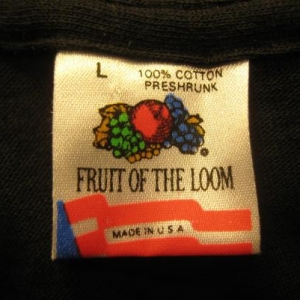 L
100% COTTON
PRESHRUNK
®
FRUIT OF THE LOOM
MADE IN U S A